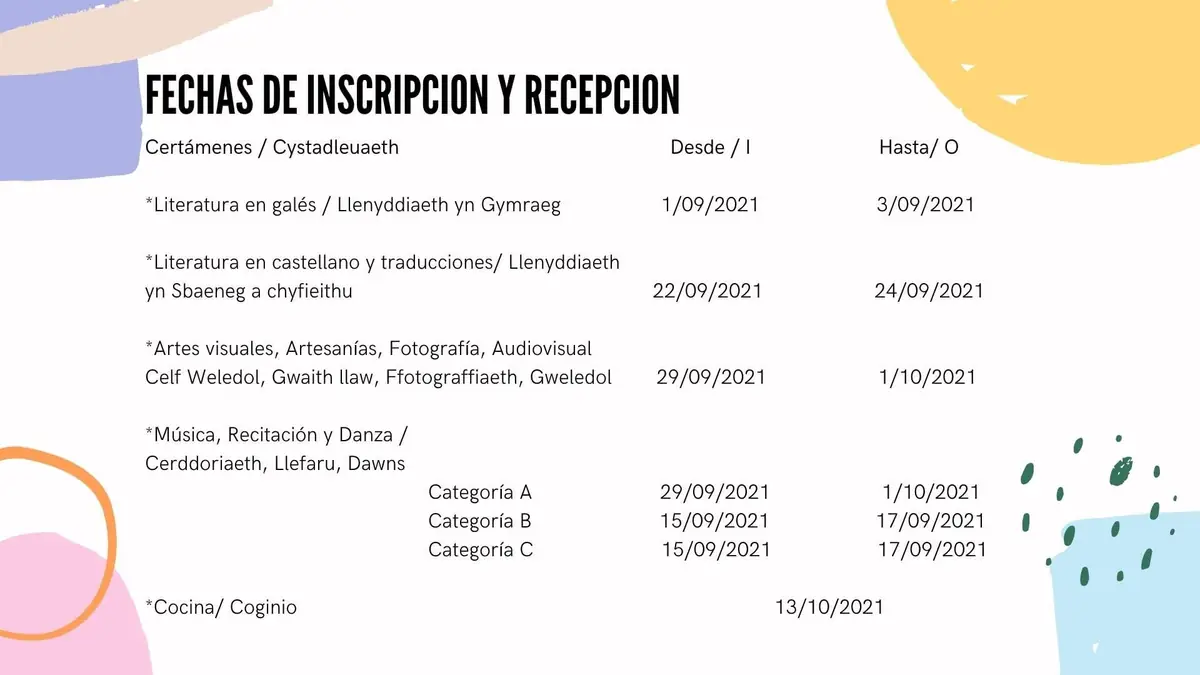 FECHAS DE INSCRIPCION Y RECEPCION
Certámenes / Cystadleuaeth Desde / I Hasta/ O
*Literatura en galés / Llenyddiaeth yn Gymraeg 1/09/2021 3/09/2021
*Literatura en castellano y traducciones/ Llenyddiaeth
yn Sbaeneg a chyfieithu 22/09/2021 24/09/2021
*Artes visuales, Artesanías, Fotografía, Audiovisual
Celf Weledol, Gwaith llaw, Ffotograffiaeth, Gweledol 29/09/2021 1/10/2021
*Música, Recitación y Danza /
Cerddoriaeth, Llefaru, Dawns
Categoría A 29/09/2021 1/10/2021
Categoría B 15/09/2021 17/09/2021
Categoría C 15/09/2021 17/09/2021
*Cocina/ Coginio 13/10/2021